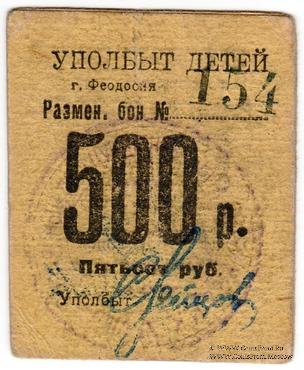 УПОЛБЫТ ДЕТЕЙ
г. Феодосия
Размен. бон № 154
500 р.
Пятьсот руб.
Уполбыт